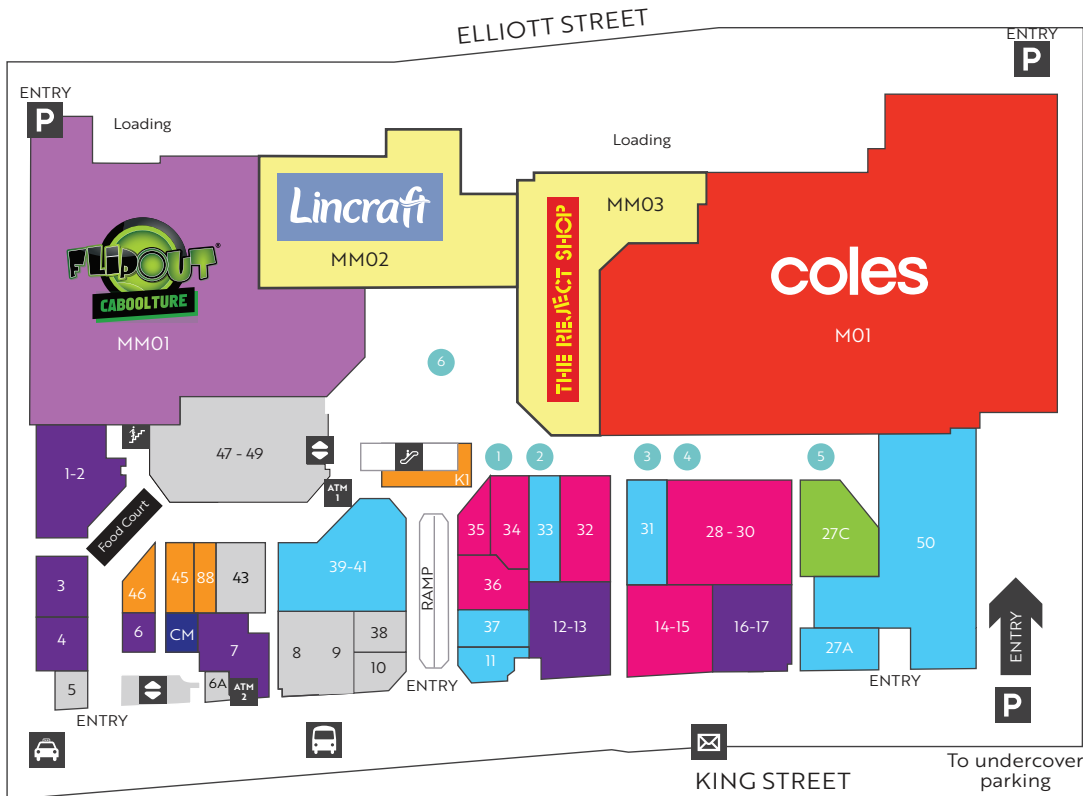 ELLIOTT STREET
ENTRY
P
ENTRY
P
Loading
Loading
Lincraft
MM02
MM03
THE REJECT SHOP
FLIPOUT®
CABOOLTURE
MM01
coles
M01
6
47 - 49
1-2
K1
1
2
3
4
5
ATM
1
Food Court
35
34
33
32
31
28 - 30
27C
50
39-41
RAMP
3
46
45
88
43
36
4
6
CM
7
8
9
38
10
37
11
12-13
14-15
16-17
27A
ENTRY
5
6A
ATM
2
ENTRY
ENTRY
ENTRY
P
KING STREET
To undercover
parking